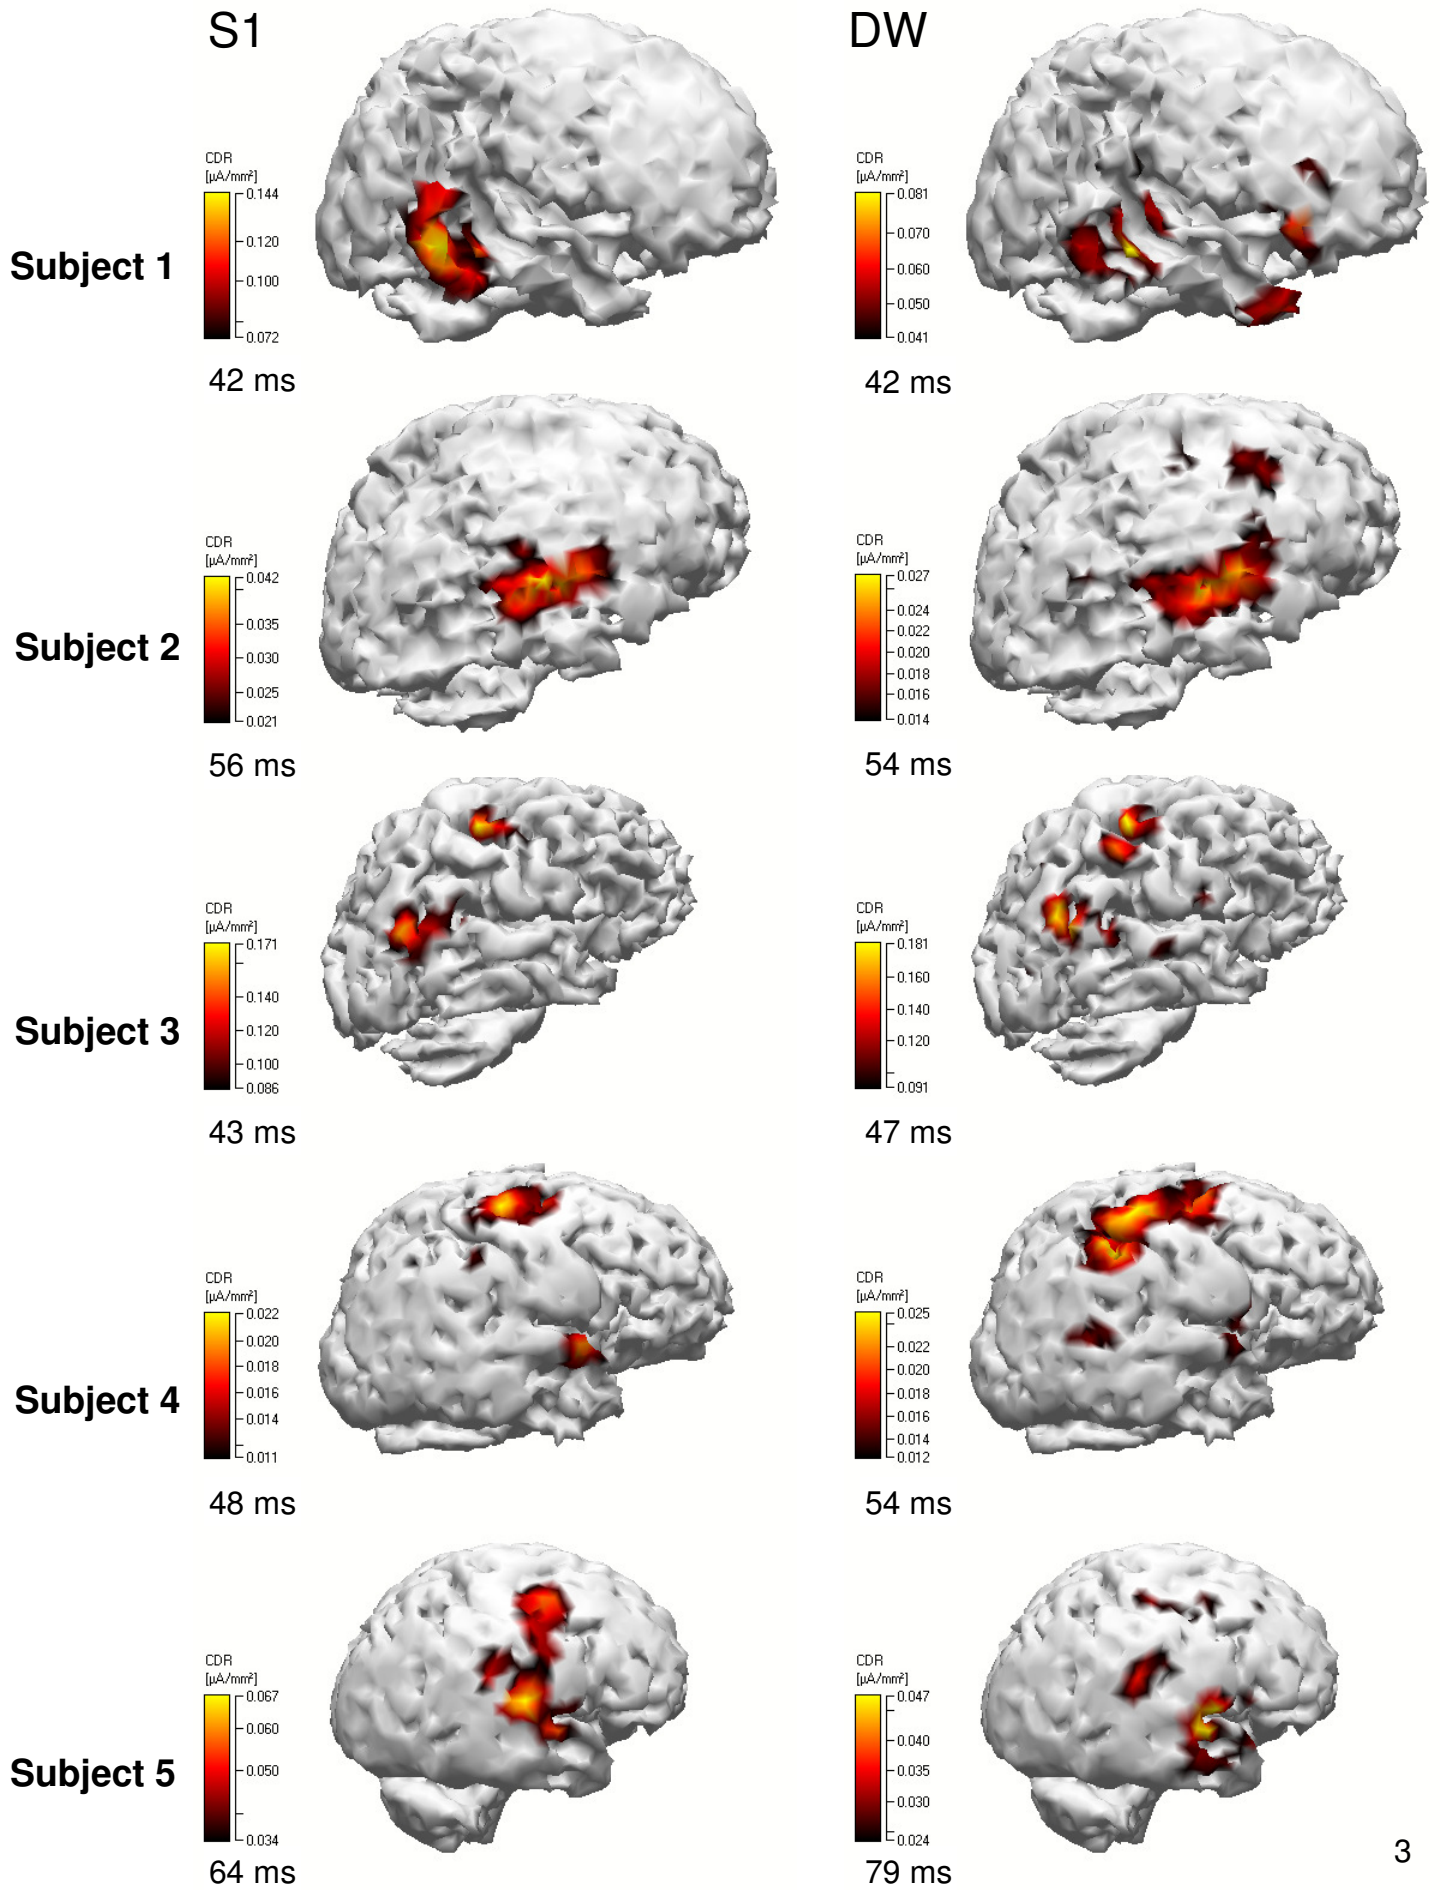 S1
DW
Subject 1
CDR
[µA/mm²]
0.144
0.120
0.100
0.072
42 ms
CDR
[µA/mm²]
0.081
0.070
0.060
0.050
0.041
42 ms
Subject 2
CDR
[µA/mm²]
0.042
0.035
0.030
0.025
0.021
56 ms
CDR
[µA/mm²]
0.027
0.024
0.022
0.020
0.018
0.016
0.014
54 ms
Subject 3
CDR
[µA/mm²]
0.171
0.140
0.120
0.100
0.086
43 ms
CDR
[µA/mm²]
0.181
0.160
0.140
0.120
0.091
47 ms
Subject 4
CDR
[µA/mm²]
0.022
0.020
0.018
0.016
0.014
0.011
48 ms
CDR
[µA/mm²]
0.025
0.022
0.020
0.018
0.016
0.014
0.012
54 ms
Subject 5
CDR
[µA/mm²]
0.067
0.060
0.050
0.034
64 ms
CDR
[µA/mm²]
0.047
0.040
0.035
0.030
0.024
79 ms
3